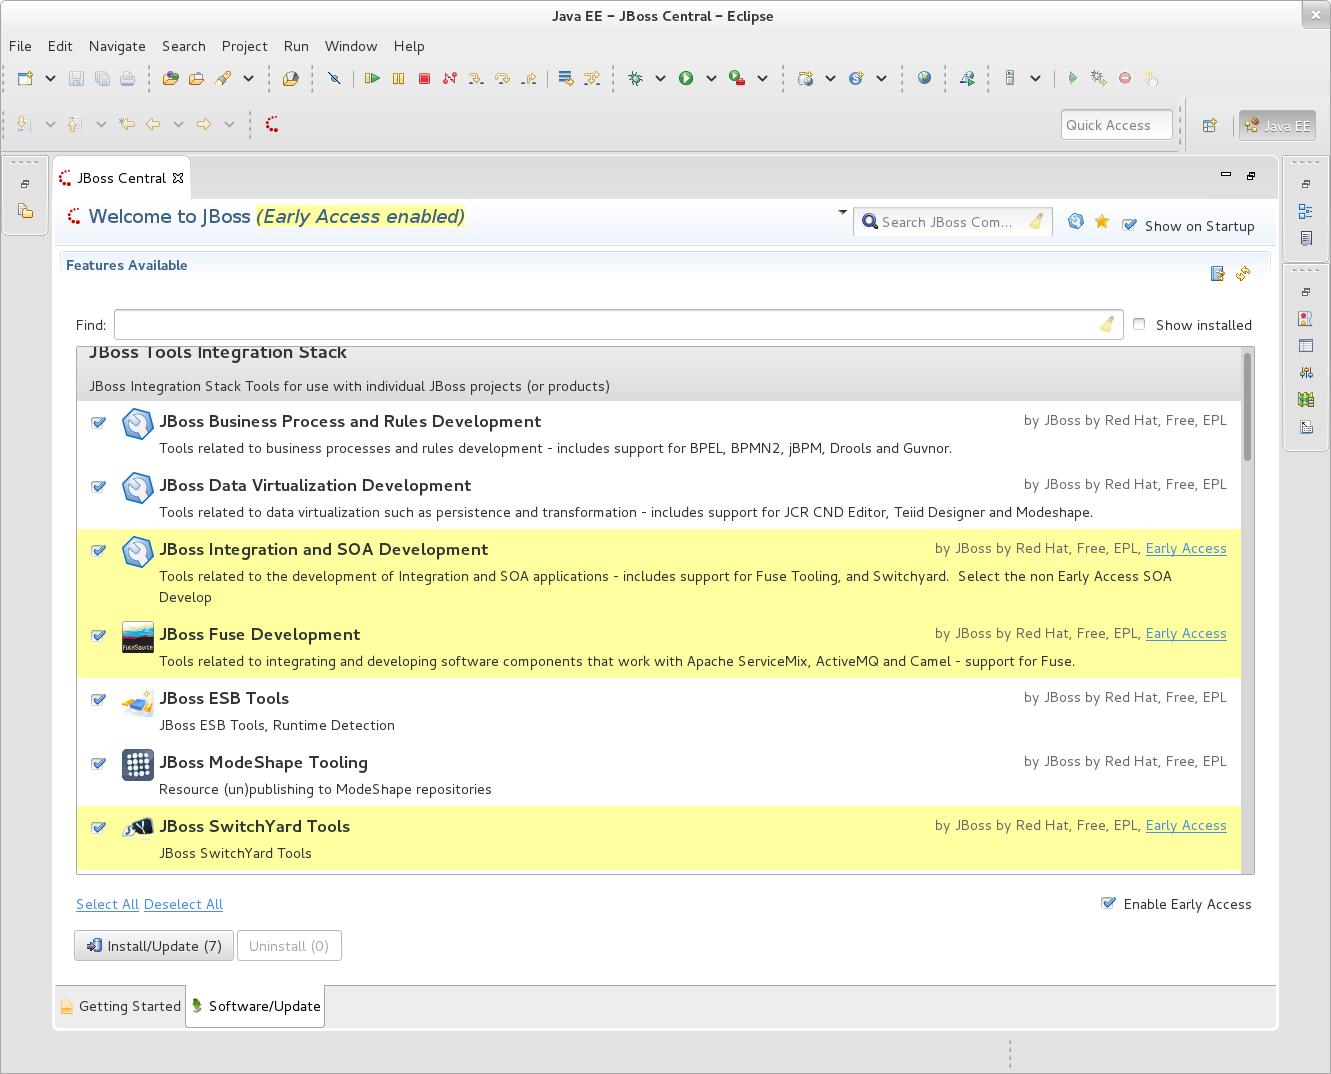 Java EE – JBoss Central – Eclipse
File Edit Navigate Search Project Run Window Help
Quick Access
Java EE
JBoss Central
Welcome to JBoss (Early Access enabled)
Search JBoss Com...
Show on Startup
Features Available
Find:
Show installed
JBoss Tools Integration Stack
JBoss Integration Stack Tools for use with individual JBoss projects (or products)
JBoss Business Process and Rules Development by JBoss by Red Hat, Free, EPL
Tools related to business processes and rules development - includes support for BPEL, BPMN2, jBPM, Drools and Guvnor.
JBoss Data Virtualization Development by JBoss by Red Hat, Free, EPL
Tools related to data virtualization such as persistence and transformation - includes support for JCR CND Editor, Teiid Designer and Modeshape.
JBoss Integration and SOA Development by JBoss by Red Hat, Free, EPL, Early Access
Tools related to the development of Integration and SOA applications - includes support for Fuse Tooling, and Switchyard.  Select the non Early Access SOA
Develop
FuseSource
JBoss Fuse Development by JBoss by Red Hat, Free, EPL, Early Access
Tools related to integrating and developing software components that work with Apache ServiceMix, ActiveMQ and Camel - support for Fuse.
JBoss ESB Tools by JBoss by Red Hat, Free, EPL
JBoss ESB Tools, Runtime Detection
JBoss ModeShape Tooling by JBoss by Red Hat, Free, EPL
Resource (un)publishing to ModeShape repositories
JBoss SwitchYard Tools by JBoss by Red Hat, Free, EPL, Early Access
JBoss SwitchYard Tools
Select All Deselect All
Enable Early Access
Install/Update (7) Uninstall (0)
Getting Started Software/Update